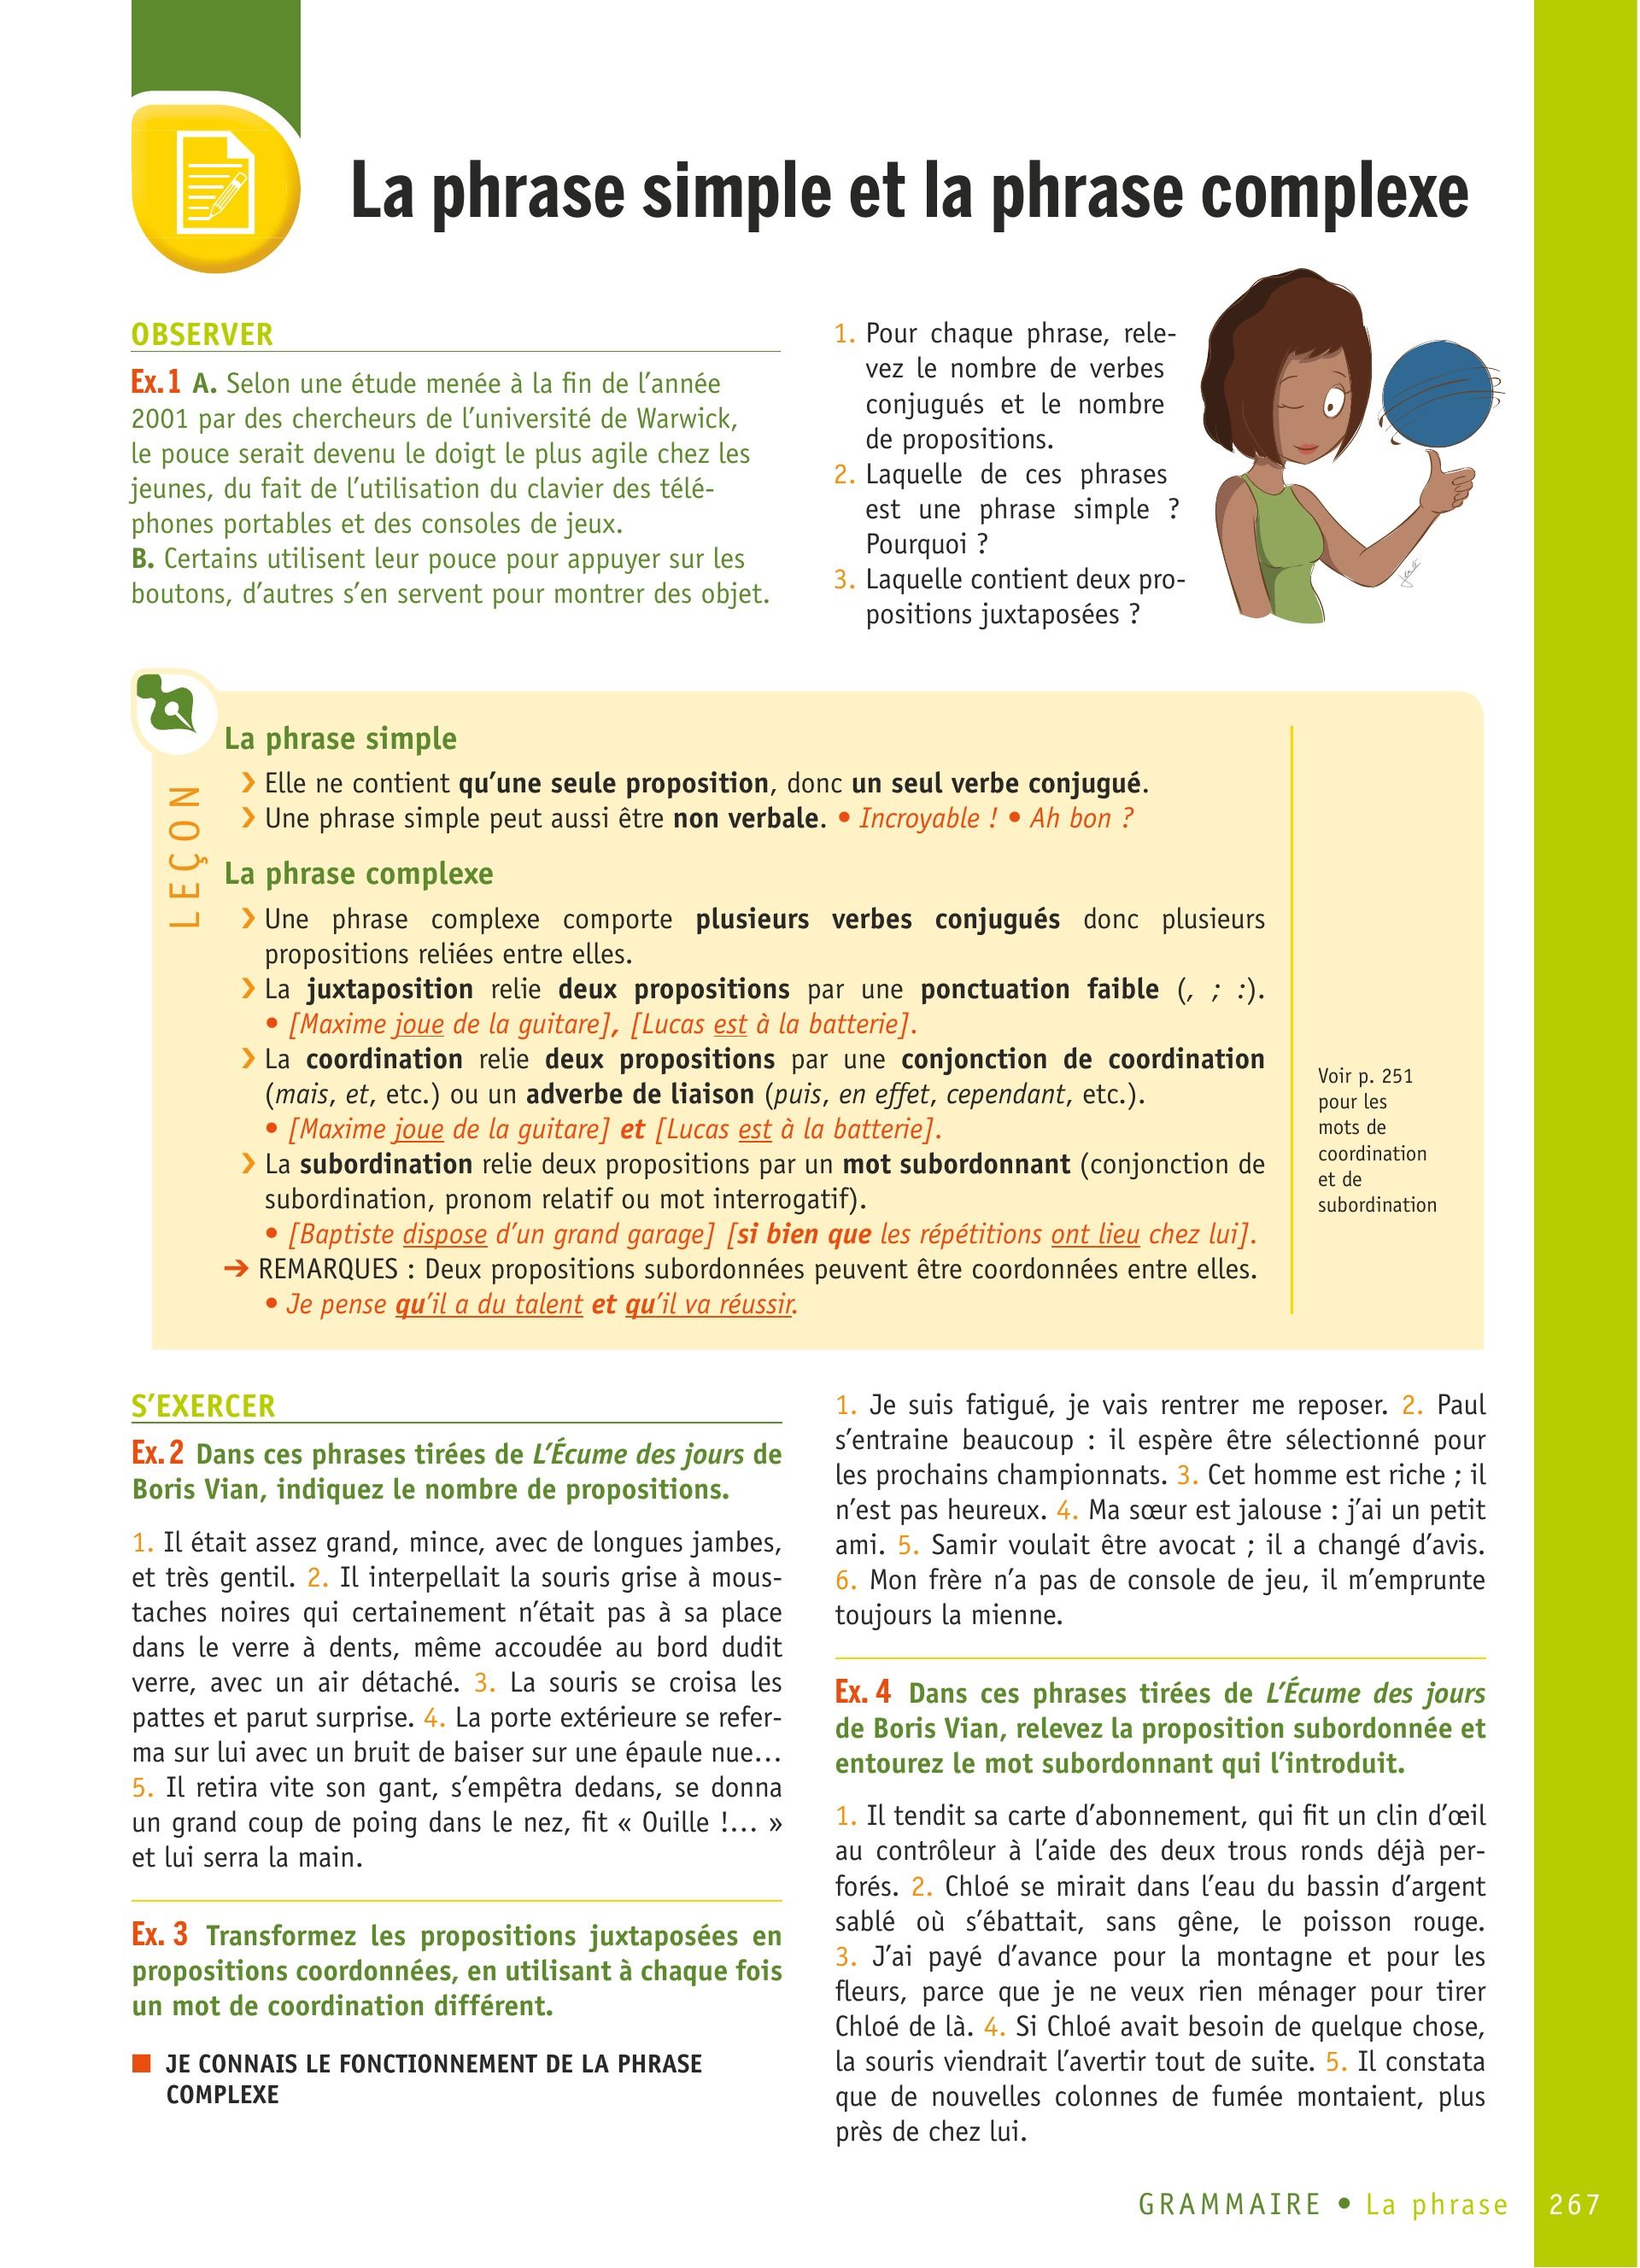 La phrase simple et la phrase complexe
OBSERVER
Ex.1 A. Selon une étude menée à la fin de l'année
2001 par des chercheurs de l'université de Warwick,
le pouce serait devenu le doigt le plus agile chez les
jeunes, du fait de l'utilisation du clavier des télé-
phones portables et des consoles de jeux.
B. Certains utilisent leur pouce pour appuyer sur les
boutons, d'autres s'en servent pour montrer des objet.
1. Pour chaque phrase, rele-
vez le nombre de verbes
conjugués et le nombre
de propositions.
2. Laquelle de ces phrases
est une phrase simple ?
Pourquoi ?
3. Laquelle contient deux pro-
positions juxtaposées ?
LEÇON
La phrase simple
› Elle ne contient qu'une seule proposition, donc un seul verbe conjugué.
› Une phrase simple peut aussi être non verbale. • Incroyable ! • Ah bon ?
La phrase complexe
› Une phrase complexe comporte plusieurs verbes conjugués donc plusieurs
propositions reliées entre elles.
› La juxtaposition relie deux propositions par une ponctuation faible (, ; :).
• [Maxime joue de la guitare], [Lucas est à la batterie].
› La coordination relie deux propositions par une conjonction de coordination
(mais, et, etc.) ou un adverbe de liaison (puis, en effet, cependant, etc.).
• [Maxime joue de la guitare] et [Lucas est à la batterie].
› La subordination relie deux propositions par un mot subordonnant (conjonction de
subordination, pronom relatif ou mot interrogatif).
• [Baptiste dispose d'un grand garage] [si bien que les répétitions ont lieu chez lui].
➔ REMARQUES : Deux propositions subordonnées peuvent être coordonnées entre elles.
• Je pense qu'il a du talent et qu'il va réussir.
Voir p. 251
pour les
mots de
coordination
et de
subordination
S'EXERCER
Ex. 2 Dans ces phrases tirées de L'Écume des jours de
Boris Vian, indiquez le nombre de propositions.
1. Il était assez grand, mince, avec de longues jambes,
et très gentil. 2. Il interpellait la souris grise à mous-
taches noires qui certainement n'était pas à sa place
dans le verre à dents, même accoudée au bord dudit
verre, avec un air détaché. 3. La souris se croisa les
pattes et parut surprise. 4. La porte extérieure se refer-
ma sur lui avec un bruit de baiser sur une épaule nue...
5. Il retira vite son gant, s'empêtra dedans, se donna
un grand coup de poing dans le nez, fit « Ouille !... »
et lui serra la main.
Ex. 3 Transformez les propositions juxtaposées en
propositions coordonnées, en utilisant à chaque fois
un mot de coordination différent.
■ JE CONNAIS LE FONCTIONNEMENT DE LA PHRASE
COMPLEXE
1. Je suis fatigué, je vais rentrer me reposer. 2. Paul
s'entraine beaucoup : il espère être sélectionné pour
les prochains championnats. 3. Cet homme est riche ; il
n'est pas heureux. 4. Ma sœur est jalouse : j'ai un petit
ami. 5. Samir voulait être avocat ; il a changé d'avis.
6. Mon frère n'a pas de console de jeu, il m'emprunte
toujours la mienne.
Ex. 4 Dans ces phrases tirées de L'Écume des jours
de Boris Vian, relevez la proposition subordonnée et
entourez le mot subordonnant qui l'introduit.
1. Il tendit sa carte d'abonnement, qui fit un clin d'œil
au contrôleur à l'aide des deux trous ronds déjà per-
forés. 2. Chloé se mirait dans l'eau du bassin d'argent
sablé où s'ébattait, sans gêne, le poisson rouge.
3. J'ai payé d'avance pour la montagne et pour les
fleurs, parce que je ne veux rien ménager pour tirer
Chloé de là. 4. Si Chloé avait besoin de quelque chose,
la souris viendrait l'avertir tout de suite. 5. Il constata
que de nouvelles colonnes de fumée montaient, plus
près de chez lui.
GRAMMAIRE • La phrase 267